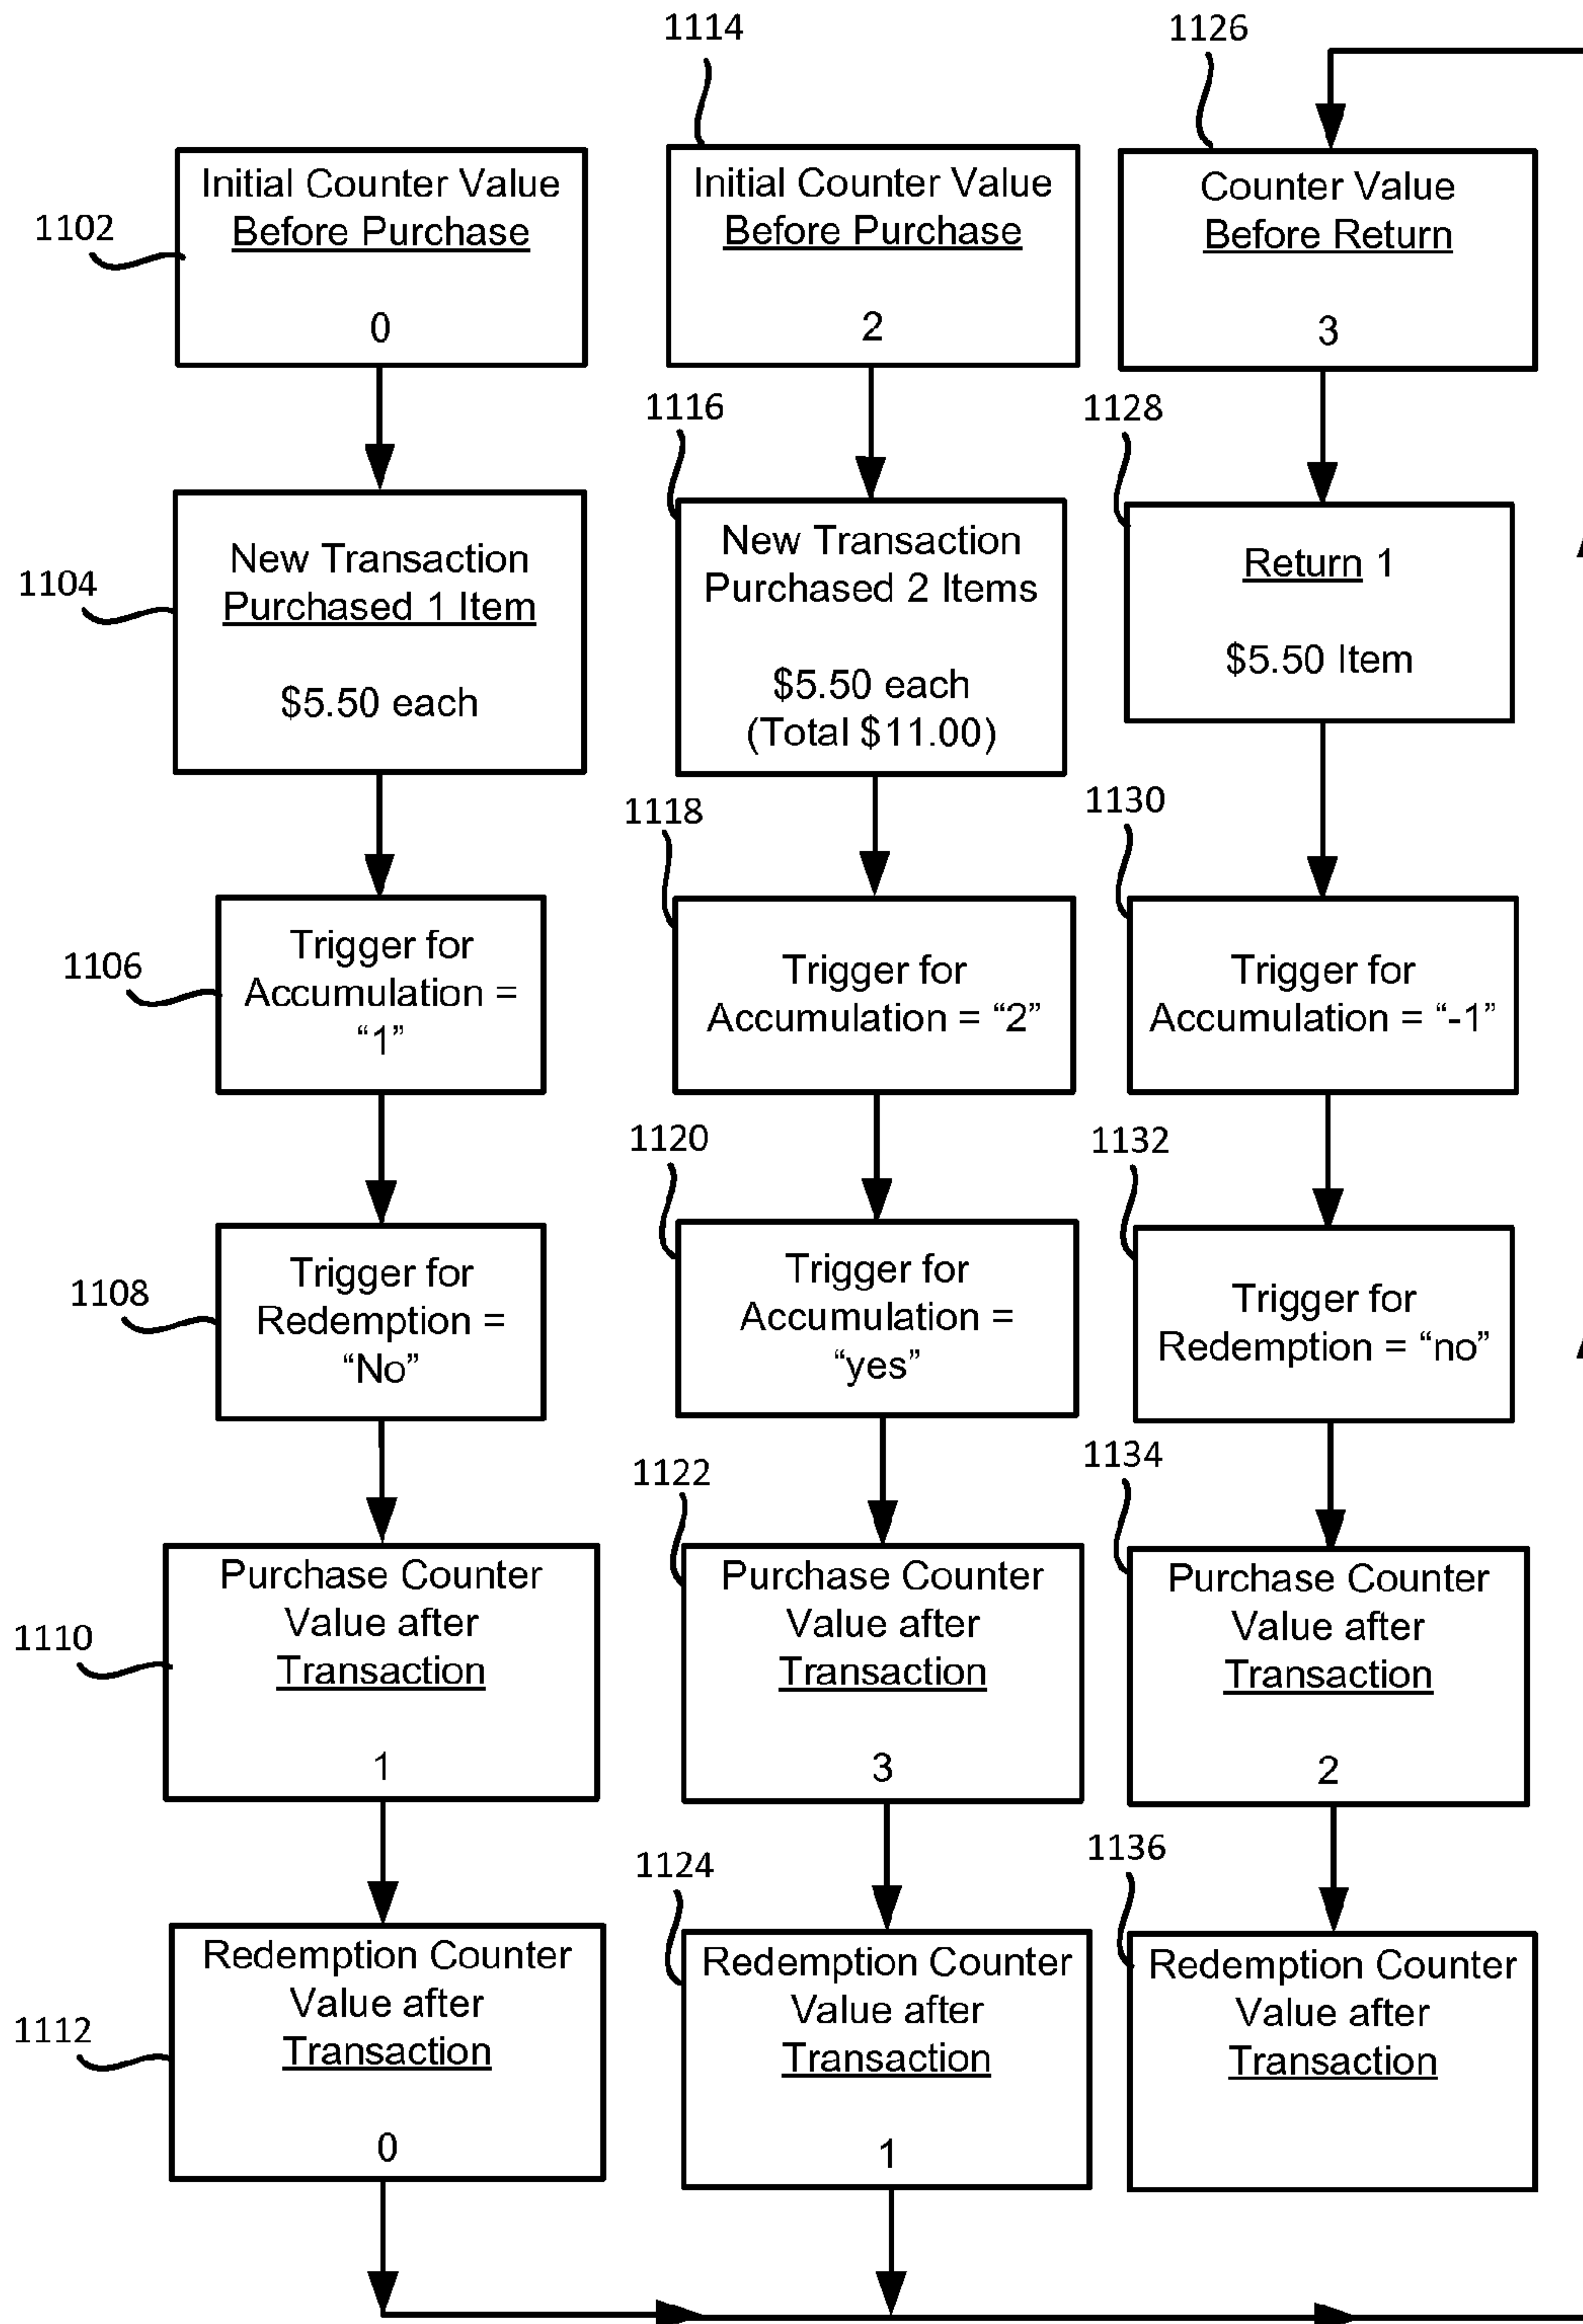 1102
Initial Counter Value
Before Purchase
0
1104
New Transaction
Purchased 1 Item
$5.50 each
1106
Trigger for
Accumulation =
“1”
1108
Trigger for
Redemption =
“No”
1110
Purchase Counter
Value after
Transaction
1
1112
Redemption Counter
Value after
Transaction
0
1114
Initial Counter Value
Before Purchase
2
1116
New Transaction
Purchased 2 Items
$5.50 each
(Total $11.00)
1118
Trigger for
Accumulation = “2”
1120
Trigger for
Accumulation =
“yes”
1122
Purchase Counter
Value after
Transaction
3
1124
Redemption Counter
Value after
Transaction
1
1126
Counter Value
Before Return
3
1128
Return 1
$5.50 Item
1130
Trigger for
Accumulation = “-1”
1132
Trigger for
Redemption = “no”
1134
Purchase Counter
Value after
Transaction
2
1136
Redemption Counter
Value after
Transaction